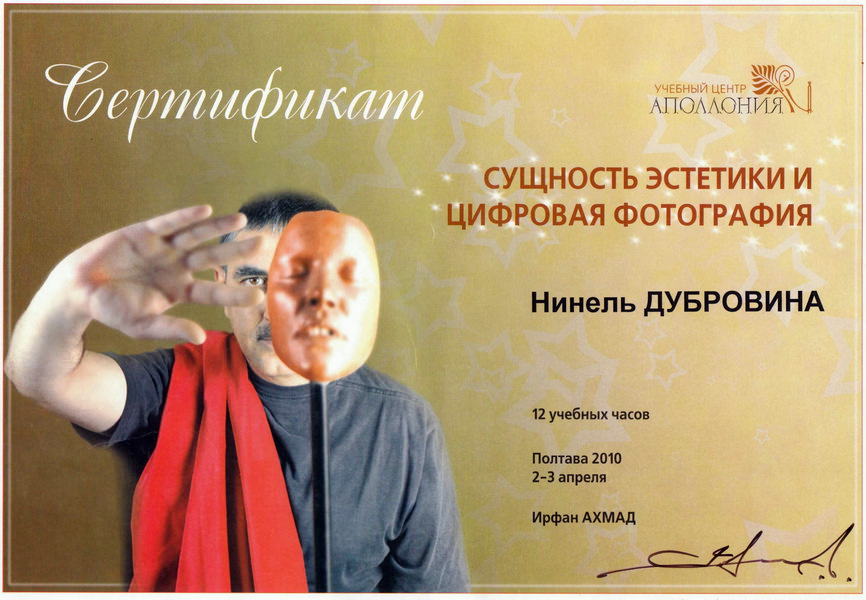 Сертификат
УЧЕБНЫЙ ЦЕНТР
АПОЛЛОНИЯ
СУЩНОСТЬ ЭСТЕТИКИ И
ЦИФРОВАЯ ФОТОГРАФИЯ
Нинель ДУБРОВИНА
12 учебных часов
Полтава 2010
2-3 апреля
Ирфан АХМАД